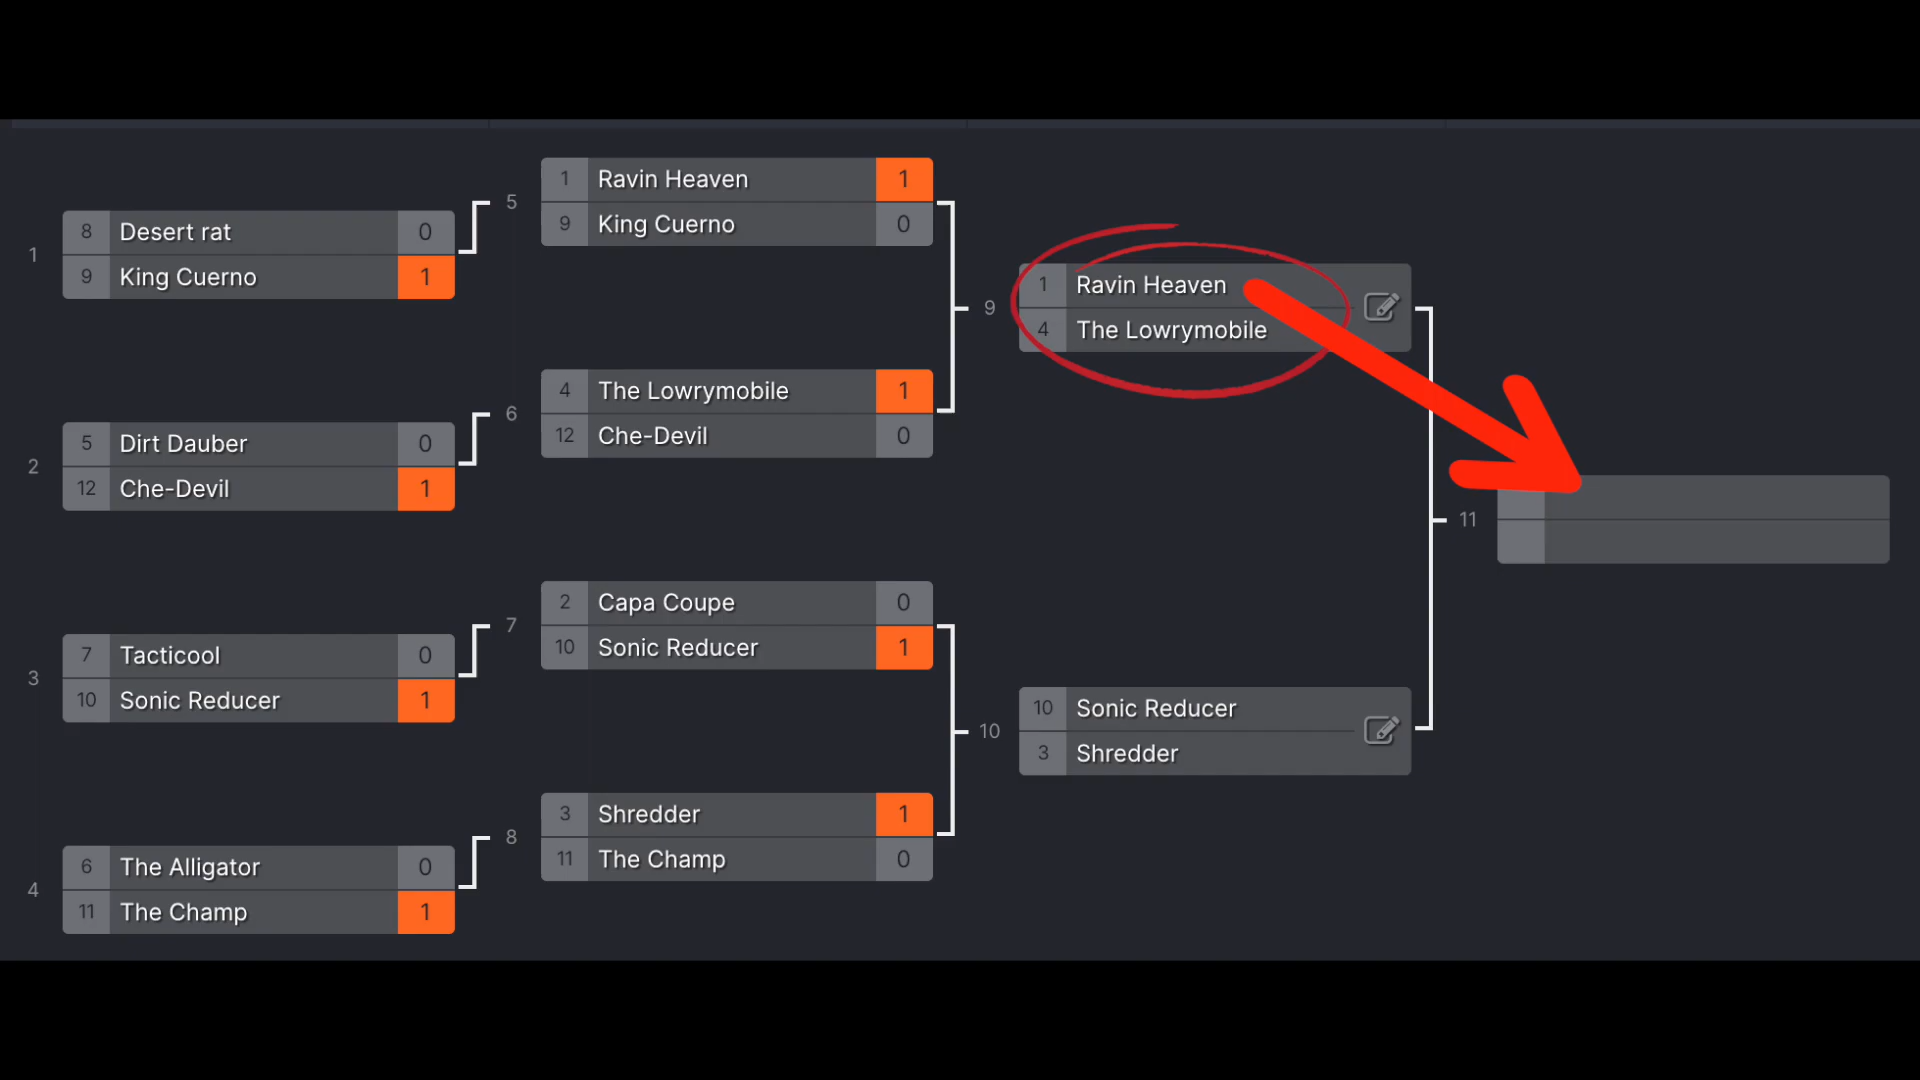 1
8 Desert rat 0
9 King Cuerno 1
2
5 Dirt Dauber 0
12 Che-Devil 1
3
7 Tacticool 0
10 Sonic Reducer 1
4
6 The Alligator 0
11 The Champ 1
5
1 Ravin Heaven 1
9 King Cuerno 0
6
4 The Lowrymobile 1
12 Che-Devil 0
7
2 Capa Coupe 0
10 Sonic Reducer 1
8
3 Shredder 1
11 The Champ 0
9
1 Ravin Heaven
4 The Lowrymobile
10
10 Sonic Reducer
3 Shredder
11